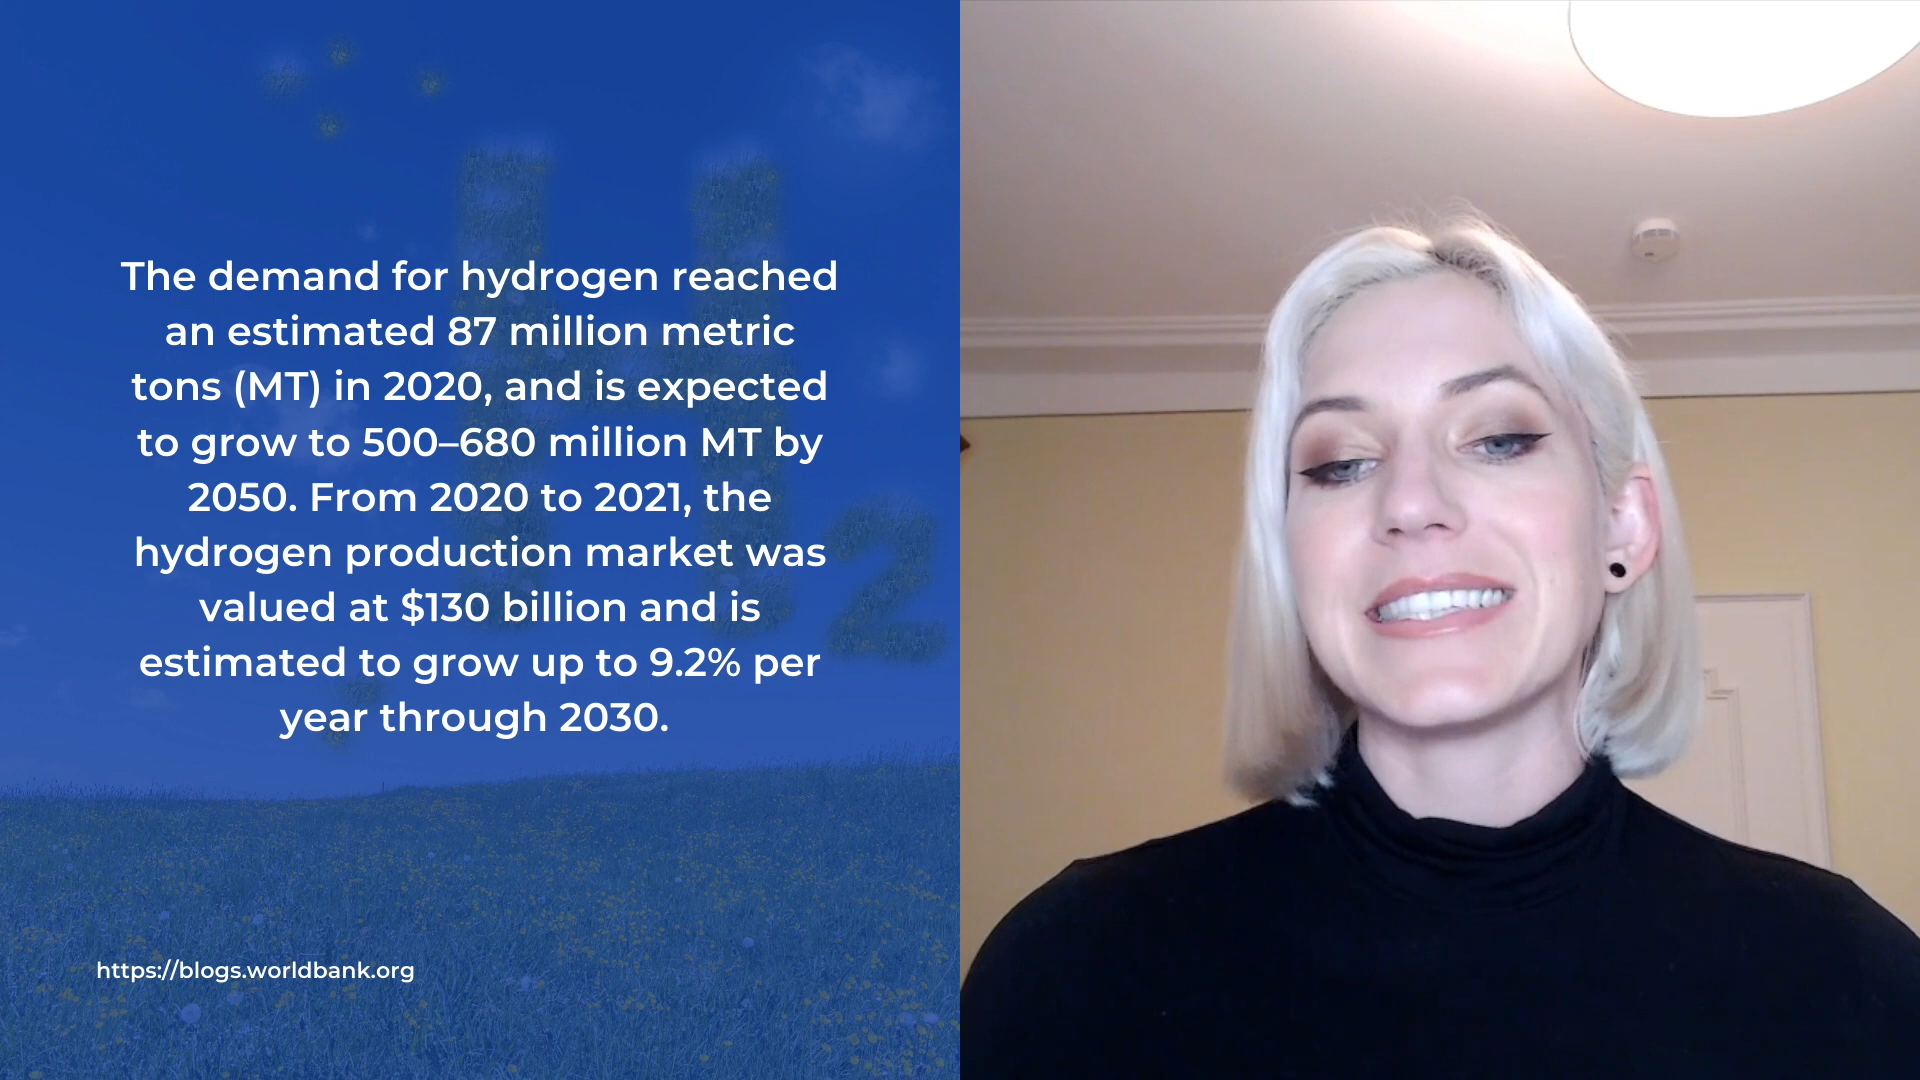 The demand for hydrogen reached
an estimated 87 million metric
tons (MT) in 2020, and is expected
to grow to 500–680 million MT by
2050. From 2020 to 2021, the
hydrogen production market was
valued at $130 billion and is
estimated to grow up to 9.2% per
year through 2030.
H2
https://blogs.worldbank.org